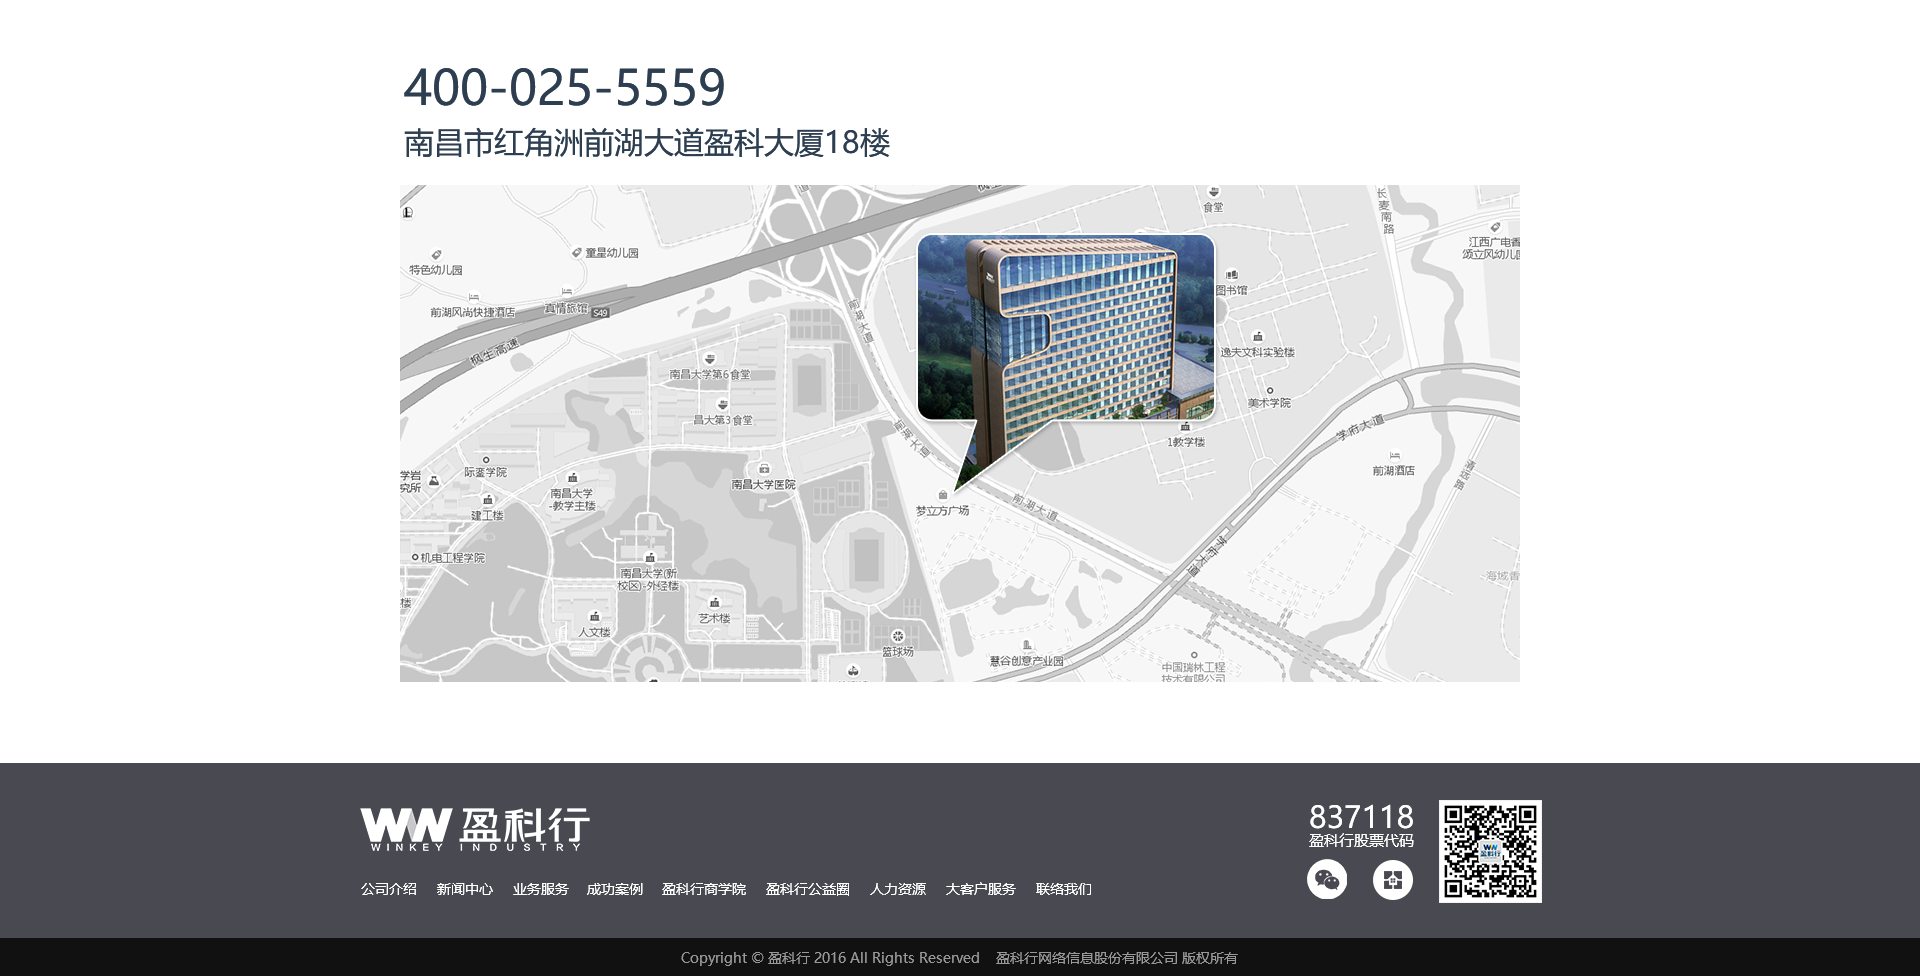 400-025-5559
南昌市红角洲前湖大道盈科大厦18楼
食堂
长麦南路
特色幼儿园
童星幼儿园
江西广电香
颂立风幼儿园
前湖风尚快捷酒店
真情旅馆
S49
枫生高速
前湖大道
图书馆
逸夫文科实验楼
南昌大学第6食堂
昌大第3食堂
美术学院
前湖大道
1教学楼
学府大道
前湖酒店
学岩
究所
际銮学院
南昌大学
-教学主楼
建工楼
南昌大学医院
梦立方广场
前湖大道
机电工程学院
南昌大学(新
校区)-外经楼
学府大道
海域香
楼
人文楼
艺术楼
篮球场
慧谷创意产业园
中国瑞林工程
技术有限公司
WW 盈科行
WINKEY INDUSTRY
837118
盈科行股票代码
盈科行
公司介绍 新闻中心 业务服务 成功案例 盈科行商学院 盈科行公益圈 人力资源 大客户服务 联络我们
Copyright © 盈科行 2016 All Rights Reserved 盈科行网络信息股份有限公司 版权所有